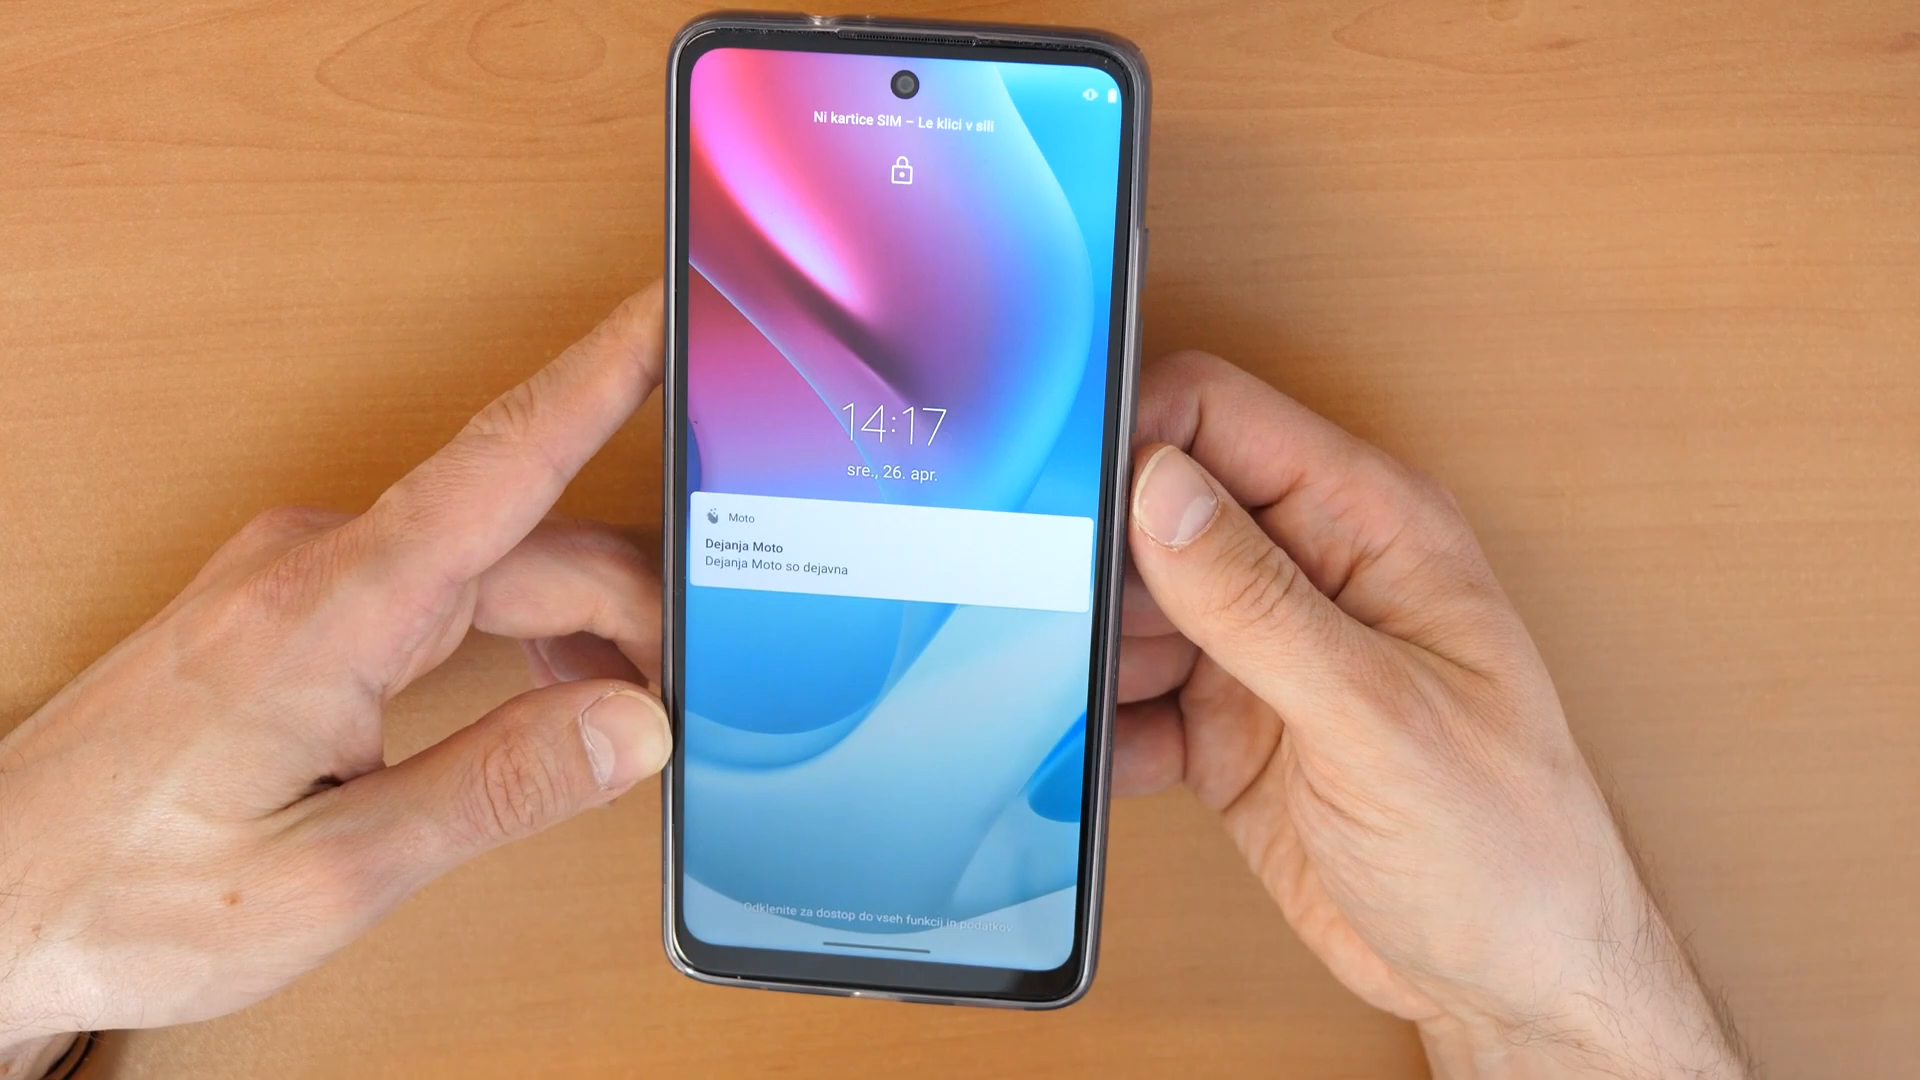 Ni kartice SIM – Le klici v sili
14:17
sre., 26. apr.
Moto
Dejanja Moto
Dejanja Moto so dejavna
Odklenite za dostop do vseh funkcij in podatkov